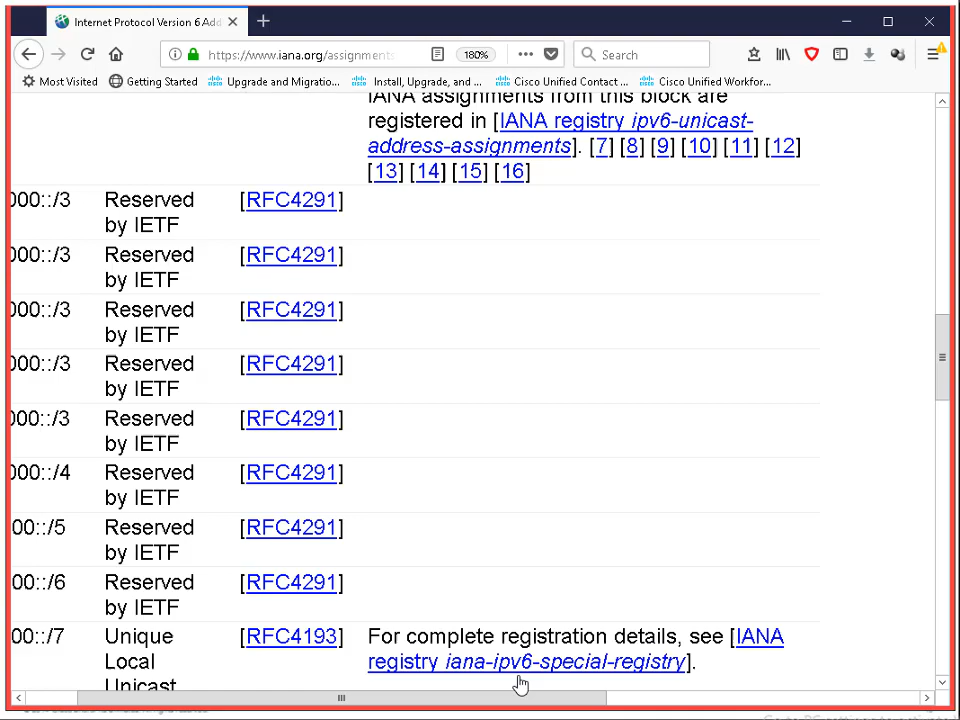 Internet Protocol Version 6 Add
https://www.iana.org/assignments
180%
Search
Most Visited
Getting Started
Upgrade and Migratio...
Install, Upgrade, and ...
Cisco Unified Contact ...
Cisco Unified Workfor...
IANA assignments from this block are
registered in [IANA registry ipv6-unicast-
address-assignments]. [7] [8] [9] [10] [11] [12]
[13] [14] [15] [16]
000::/3 Reserved [RFC4291]
by IETF
000::/3 Reserved [RFC4291]
by IETF
000::/3 Reserved [RFC4291]
by IETF
000::/3 Reserved [RFC4291]
by IETF
000::/3 Reserved [RFC4291]
by IETF
000::/4 Reserved [RFC4291]
by IETF
00::/5 Reserved [RFC4291]
by IETF
00::/6 Reserved [RFC4291]
by IETF
00::/7 Unique [RFC4193] For complete registration details, see [IANA
Local registry iana-ipv6-special-registry].
Unicast